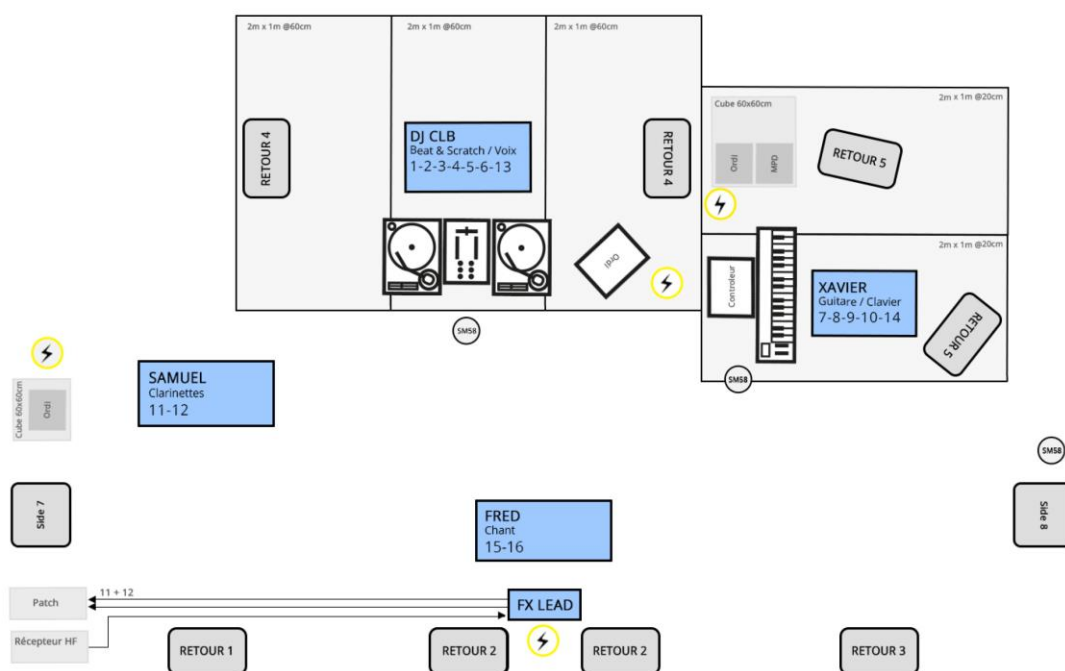 2m x 1m @60cm
2m x 1m @60cm
2m x 1m @60cm
RETOUR 4
DJ CLB
Beat & Scratch / Voix
1-2-3-4-5-6-13
RETOUR 4
Ordi
SM58
Cube 60x60cm
2m x 1m @20cm
Ordi
MPD
RETOUR 5
2m x 1m @20cm
Controleur
XAVIER
Guitare / Clavier
7-8-9-10-14
RETOUR 5
SM58
Cube 60x60cm
Ordi
SAMUEL
Clarinettes
11-12
SM58
Side 7
FRED
Chant
15-16
Side 8
Patch
11 + 12
FX LEAD
Récepteur HF
RETOUR 1
RETOUR 2
RETOUR 2
RETOUR 3